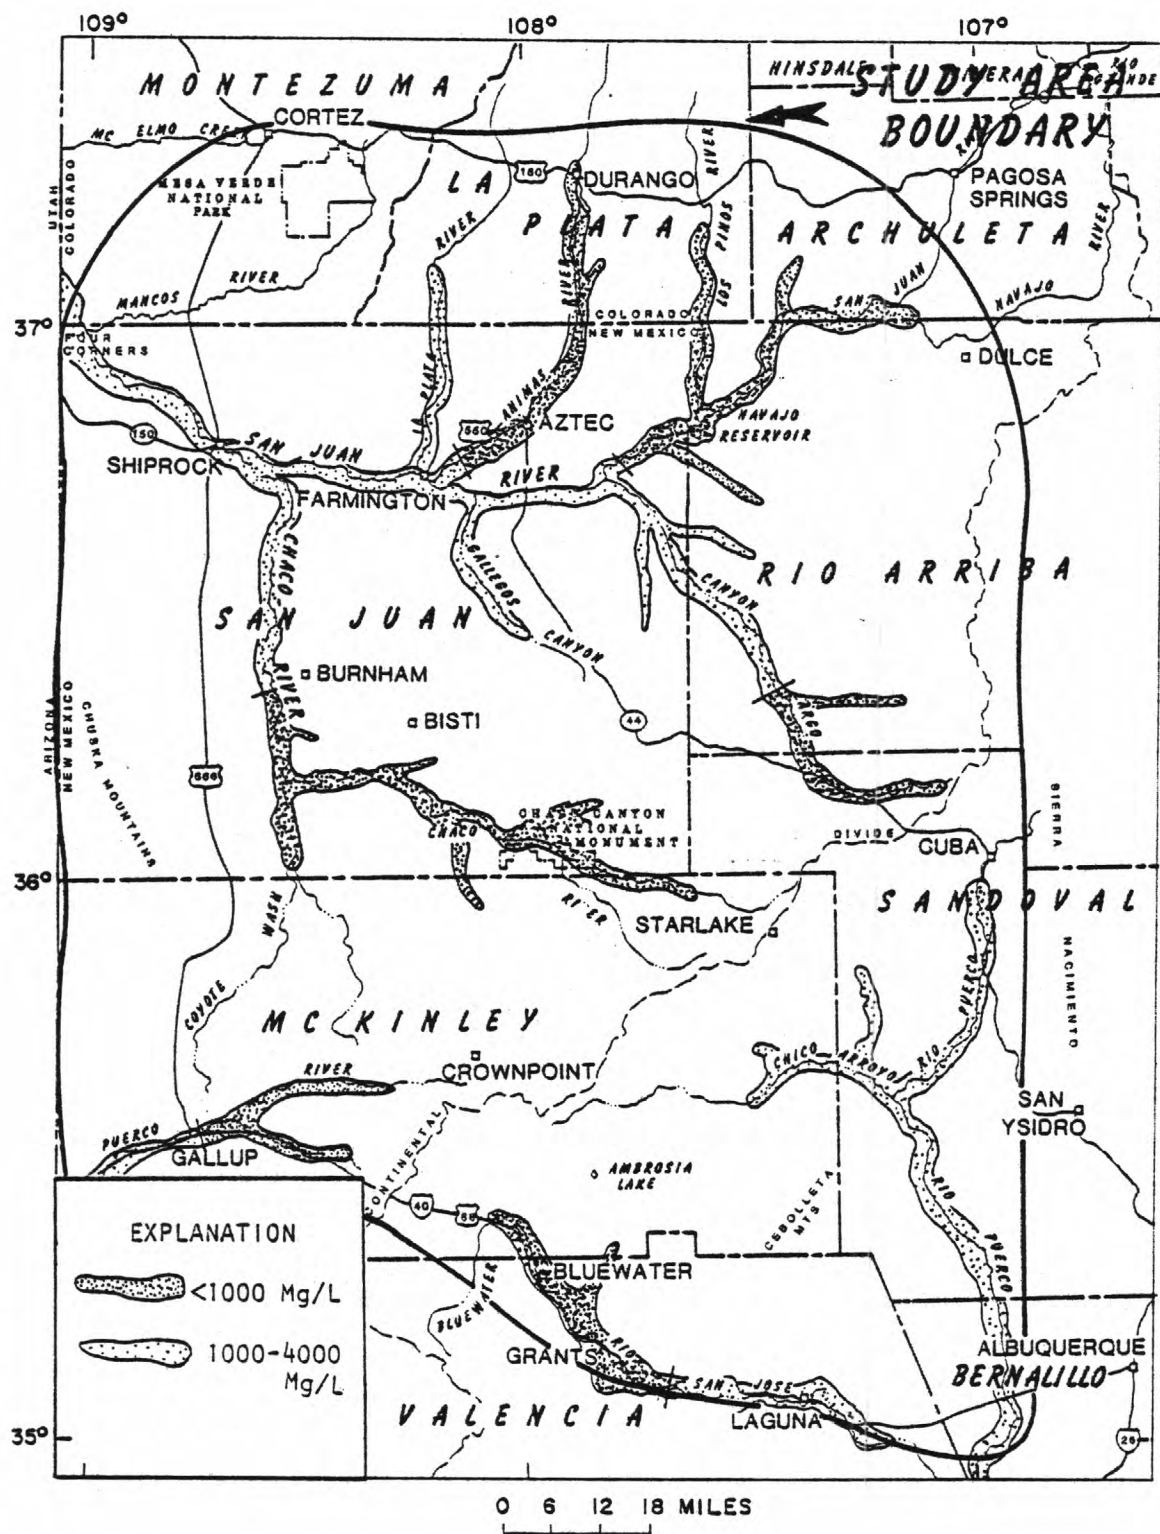 109°
108°
107°
MONTEZUMA
HINSDALE
STUDY AREA
BOUNDARY
CORTEZ
MC ELMO CREEK
UTAH
COLORADO
MESA VERDE
NATIONAL
PARK
LA
PLATA
160
DURANGO
RIVER
PAGOSA
SPRINGS
ARCHULETA
RIVER
RIVER
LOS PINOS
RIVER
MANCOS RIVER
SAN JUAN
NAVAJO
37°
COLORADO
NEW MEXICO
FOUR
CORNERS
DULCE
LA PLATA
ANIMAS
550
AZTEC
NAVAJO
RESERVOIR
150
SHIPROCK
SAN JUAN
RIVER
FARMINGTON
CHACO
RIVER
GALLEGOS
CANYON
CANYON
LARGO
RIO ARRIBA
SAN JUAN
BURNHAM
BISTI
44
ARIZONA
NEW MEXICO
CHUSKA MOUNTAINS
666
CHACO CANYON
NATIONAL
MONUMENT
CHACO
RIVER
DIVIDE
CUBA
SIERRA
NACIMIENTO
36°
SANDOVAL
STARLAKE
WASH
COYOTE
MC KINLEY
CROWNPOINT
RIVER
PUERCO
GALLUP
CHICO ARROYO
RIO PUERCO
SAN
YSIDRO
CONTINENTAL
AMBROSIA
LAKE
CEBOLLETA
MTS
40
66
RIO PUERCO
BLUEWATER
BLUEWATER
GRANTS
RIO
SAN JOSE
LAGUNA
VALENCIA
ALBUQUERQUE
BERNALILLO
35°
25
EXPLANATION
<1000 Mg/L
1000-4000
Mg/L
0 6 12 18 MILES